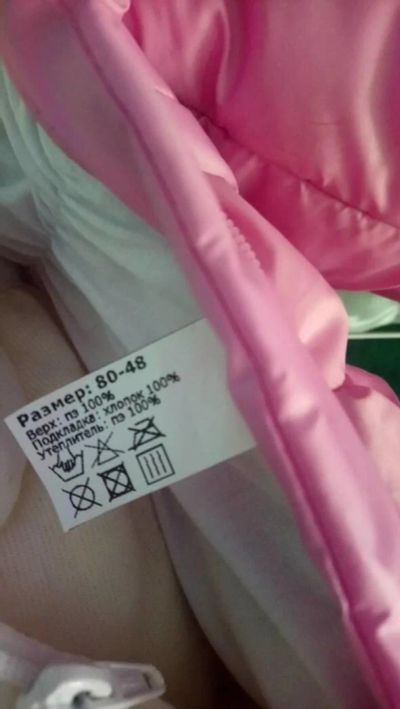 Размер: 80-48
Верх: пэ 100%
Подкладка: хлопок 100%
Утеплитель: пэ 100%